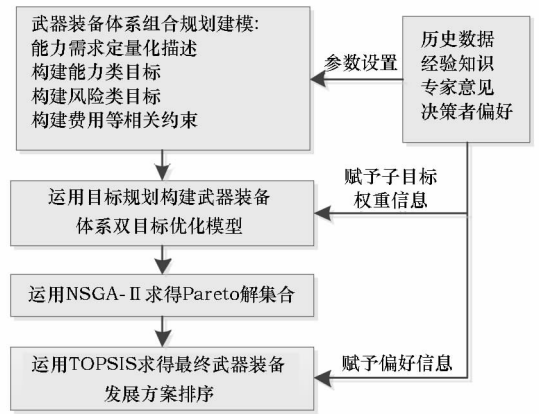 武器装备体系组合规划建模:
能力需求定量化描述
构建能力类目标
构建风险类目标
构建费用等相关约束
历史数据
经验知识
专家意见
决策者偏好
参数设置
运用目标规划构建武器装备
体系双目标优化模型
赋予子目标
权重信息
运用NSGA-Ⅱ求得Pareto解集合
运用TOPSIS求得最终武器装备
发展方案排序
赋予偏好信息